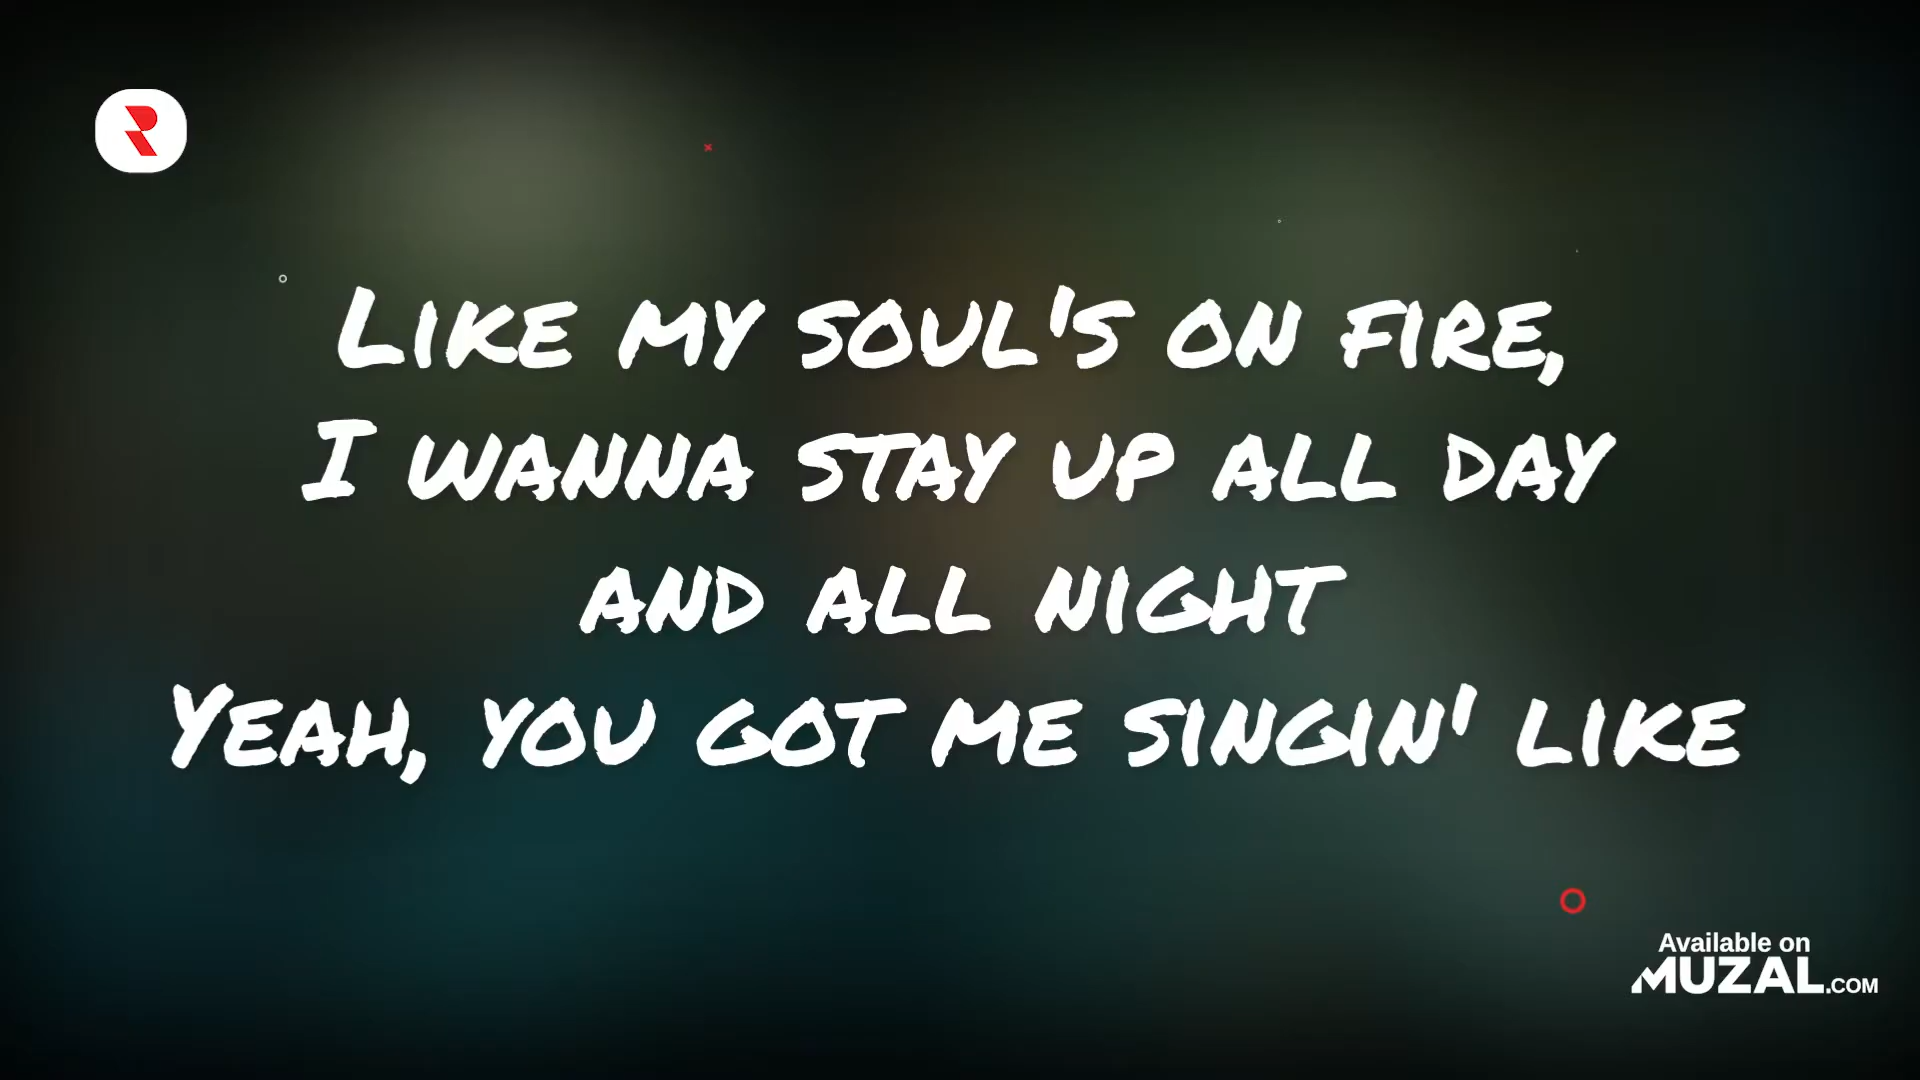 Like my soul's on fire,
I wanna stay up all day
and all night
Yeah, you got me singin' like
Available on
MUZAL.COM